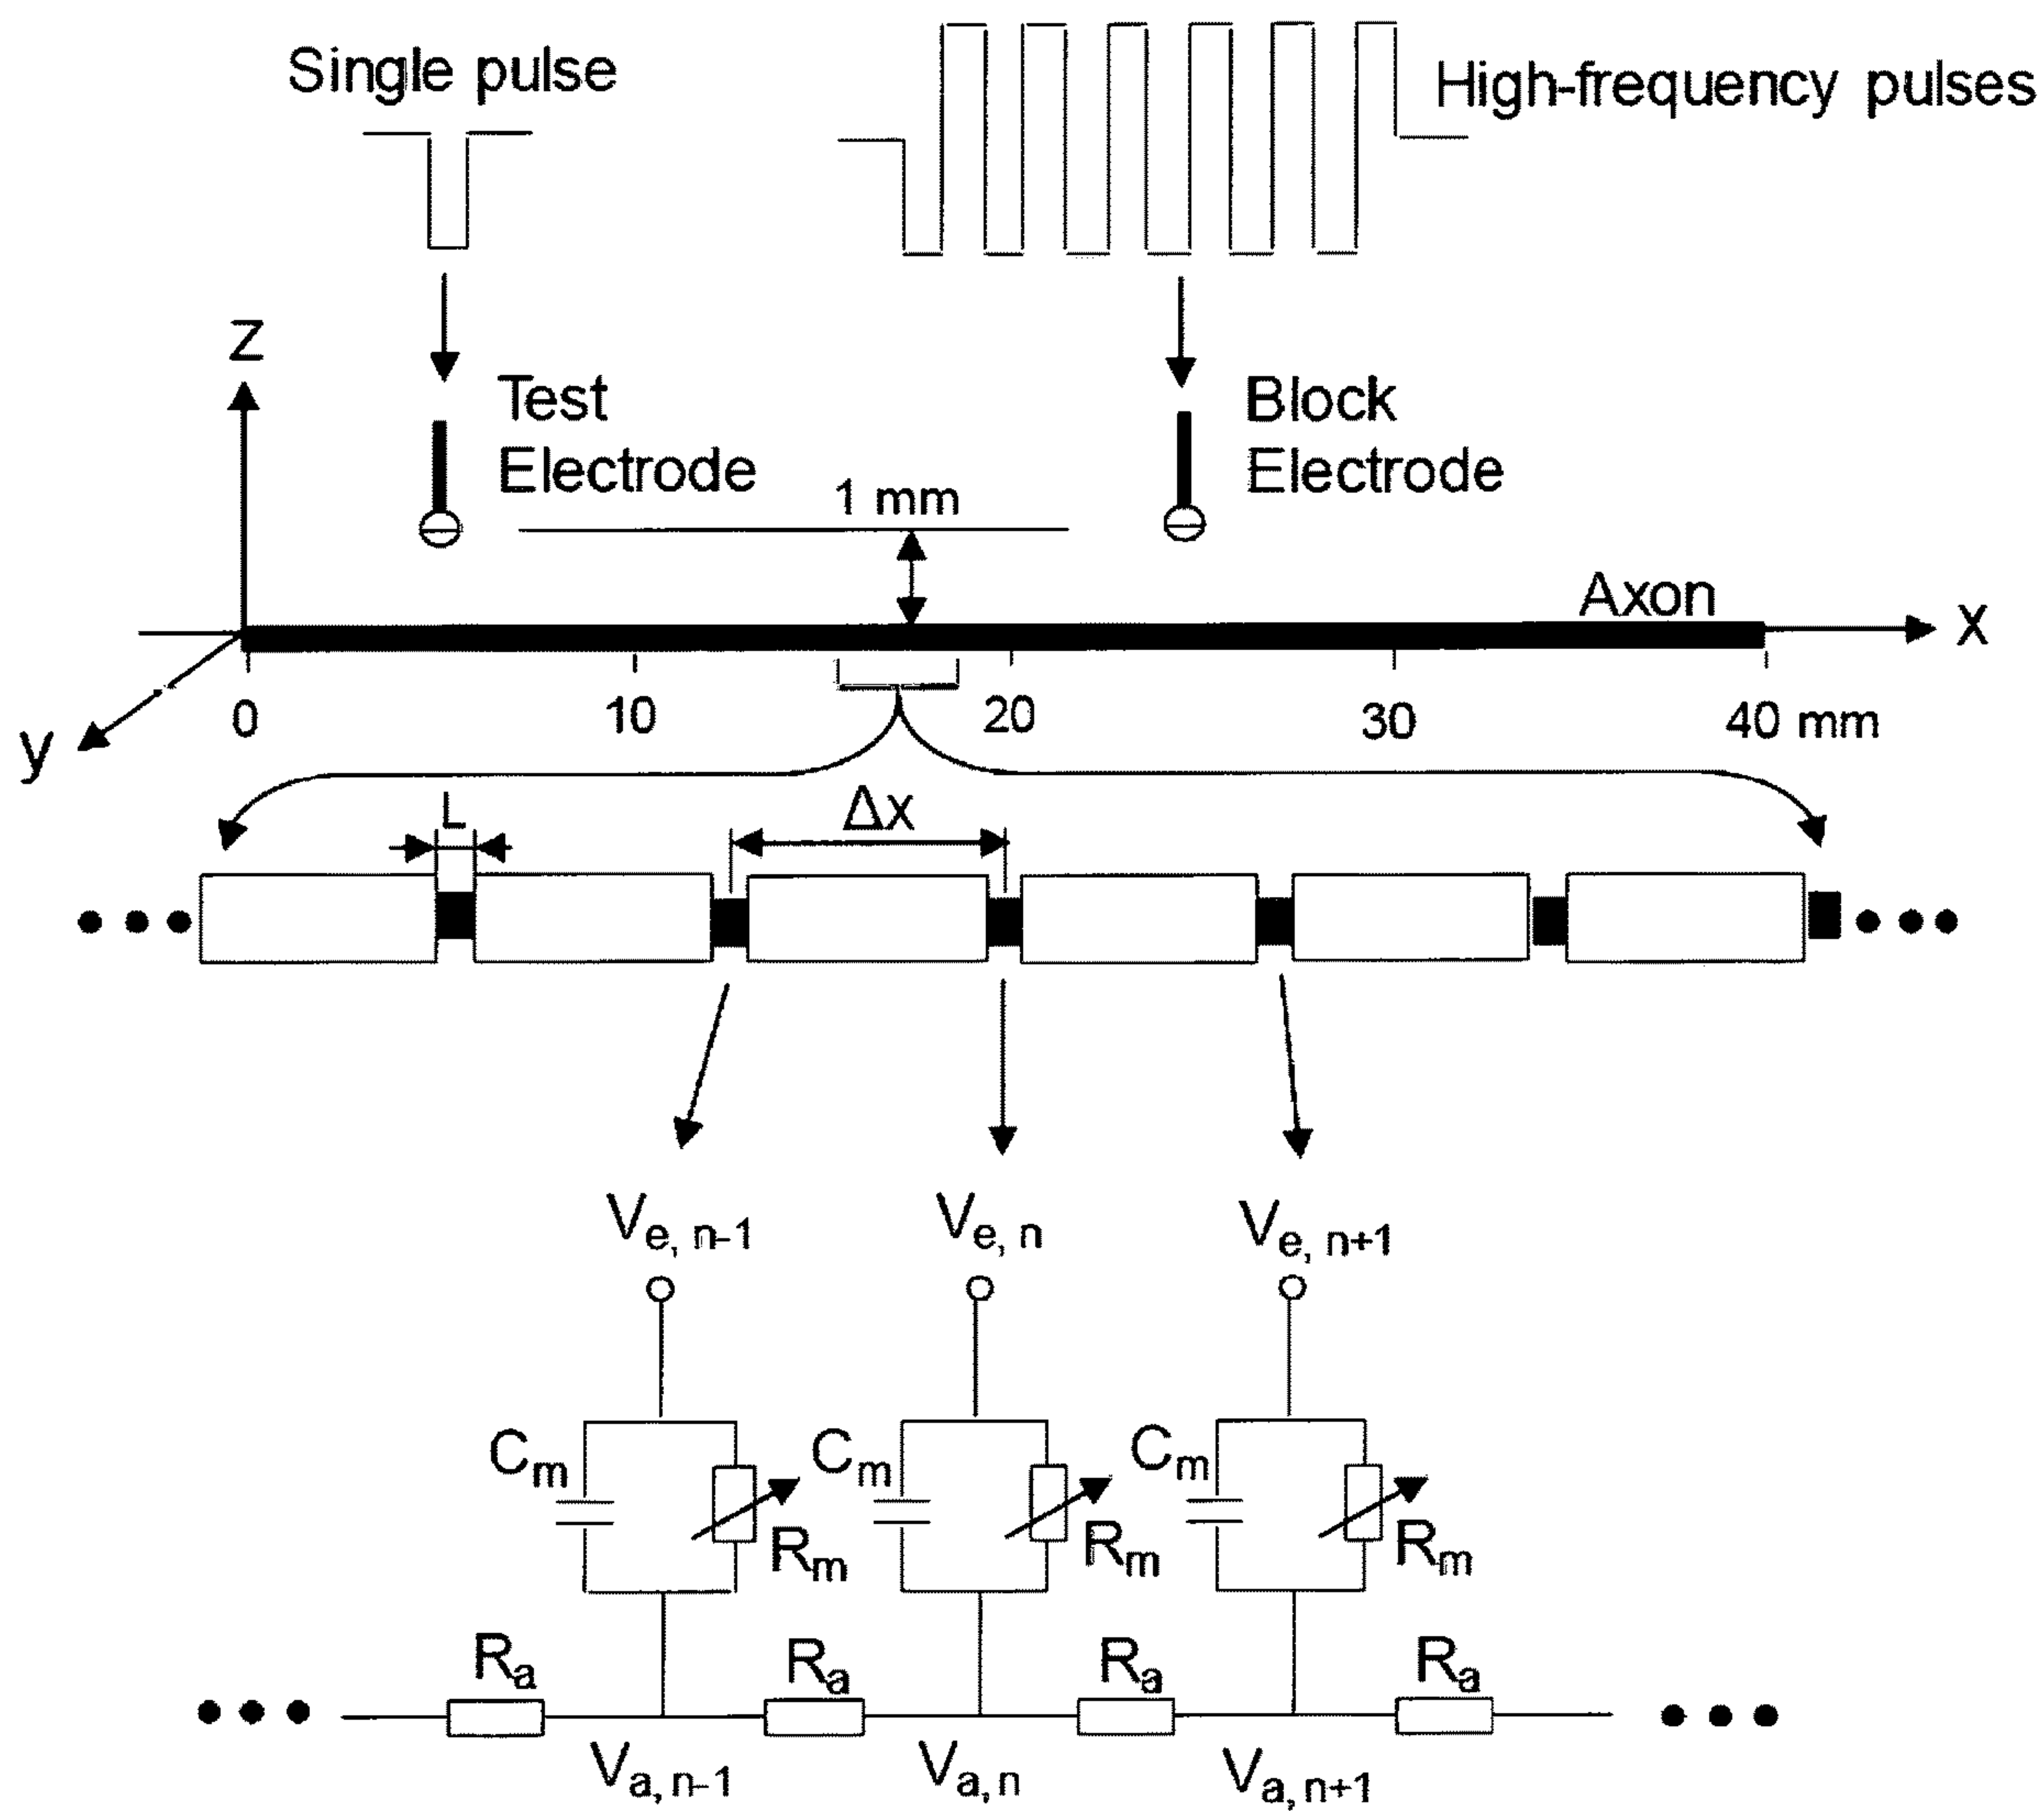 Single pulse
High-frequency pulses
z
Test
Electrode
Block
Electrode
1 mm
Axon
x
y
0
10
20
30
40 mm
L
Δx
Ve, n-1
Ve, n
Ve, n+1
Cm
Rm
Cm
Rm
Cm
Rm
Ra
Ra
Ra
Ra
Va, n-1
Va, n
Va, n+1